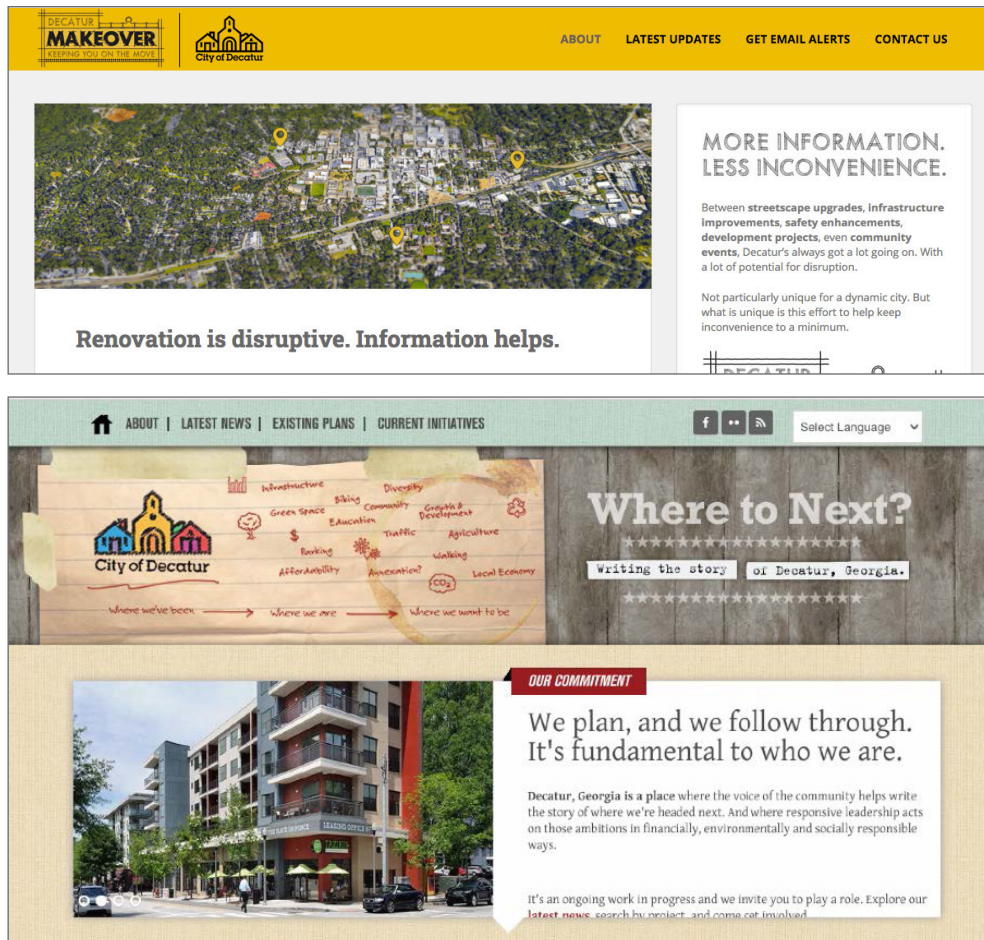 DECATUR
MAKEOVER
KEEPING YOU ON THE MOVE
City of Decatur
ABOUT LATEST UPDATES GET EMAIL ALERTS CONTACT US
Renovation is disruptive. Information helps.
MORE INFORMATION.
LESS INCONVENIENCE.
Between streetscape upgrades, infrastructure
improvements, safety enhancements,
development projects, even community
events, Decatur's always got a lot going on. With
a lot of potential for disruption.
Not particularly unique for a dynamic city. But
what is unique is this effort to help keep
inconvenience to a minimum.
DECATUR
ABOUT | LATEST NEWS | EXISTING PLANS | CURRENT INITIATIVES
f
Select Language
City of Decatur
Infrastructure
Diversity
Biking
Green Space
Community
Growth &
Development
Education
$
Traffic
Agriculture
Parking
Walking
Affordability
Annexation?
CO2
Local Economy
Where we've been
Where we are
Where we want to be
Where to Next?
Writing the story of Decatur, Georgia.
LEASING OFFICE
OUR COMMITMENT
We plan, and we follow through.
It's fundamental to who we are.
Decatur, Georgia is a place where the voice of the community helps write
the story of where we're headed next. And where responsive leadership acts
on those ambitions in financially, environmentally and socially responsible
ways.
It's an ongoing work in progress and we invite you to play a role. Explore our
latest news, search by project, and come get involved.